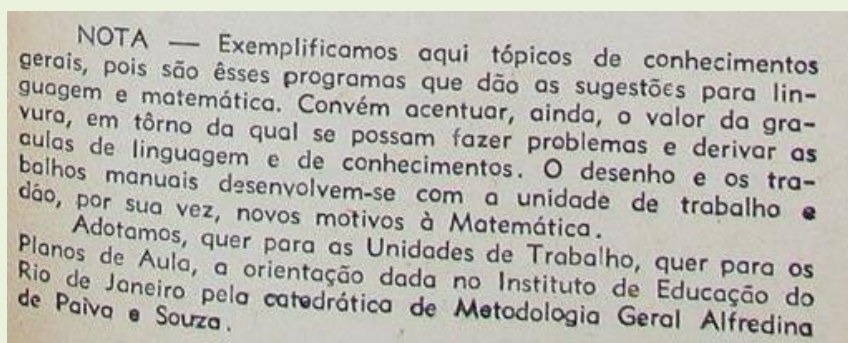 NOTA — Exemplificamos aqui tópicos de conhecimentos
gerais, pois são êsses programas que dão as sugestões para lin-
guagem e matemática. Convém acentuar, ainda, o valor da gra-
vura, em tôrno da qual se possam fazer problemas e derivar as
aulas de linguagem e de conhecimentos. O desenho e os tra-
balhos manuais desenvolvem-se com a unidade de trabalho e
dão, por sua vez, novos motivos à Matemática.
Adotamos, quer para as Unidades de Trabalho, quer para os
Planos de Aula, a orientação dada no Instituto de Educação do
Rio de Janeiro pela catedrática de Metodologia Geral Alfredina
de Paiva e Souza.